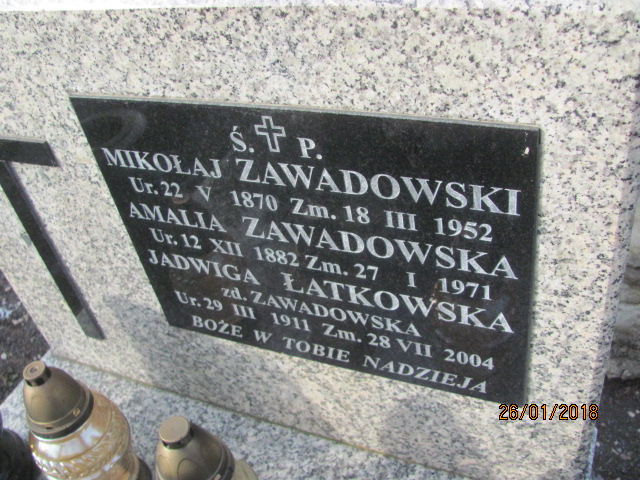 Ś. P.
MIKOŁAJ ZAWADOWSKI
Ur. 22 V 1870 Zm. 18 III 1952
AMALIA ZAWADOWSKA
Ur. 12 XII 1882 Zm. 27 I 1971
JADWIGA ŁATKOWSKA
zd. ZAWADOWSKA
Ur. 29 III 1911 Zm. 28 VII 2004
BOŻE W TOBIE NADZIEJA
26/01/2018